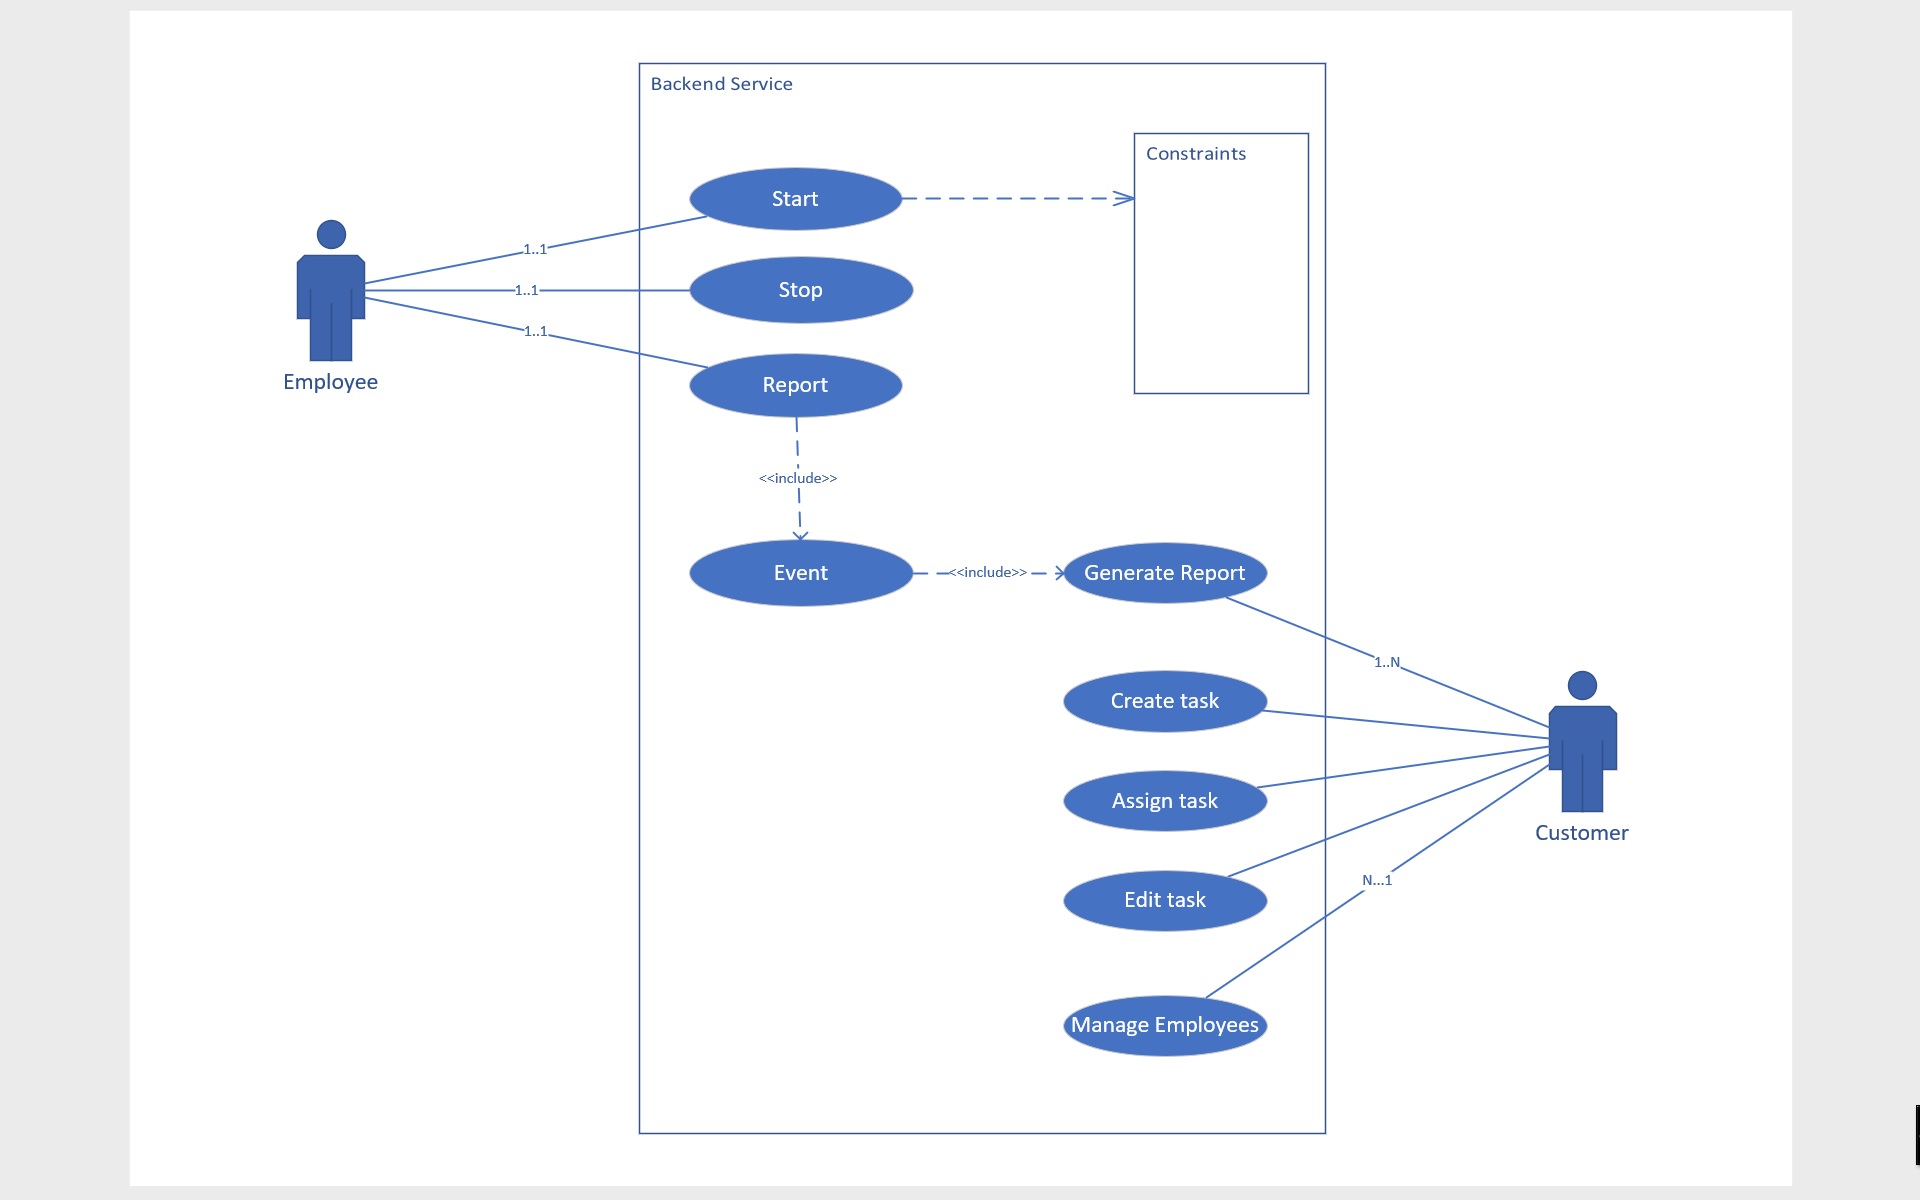 Backend Service
Constraints
Start
1..1
Stop
1..1
1..1
Employee
Report
<<include>>
Event
<<include>>
Generate Report
1..N
Create task
Assign task
Customer
Edit task
N...1
Manage Employees